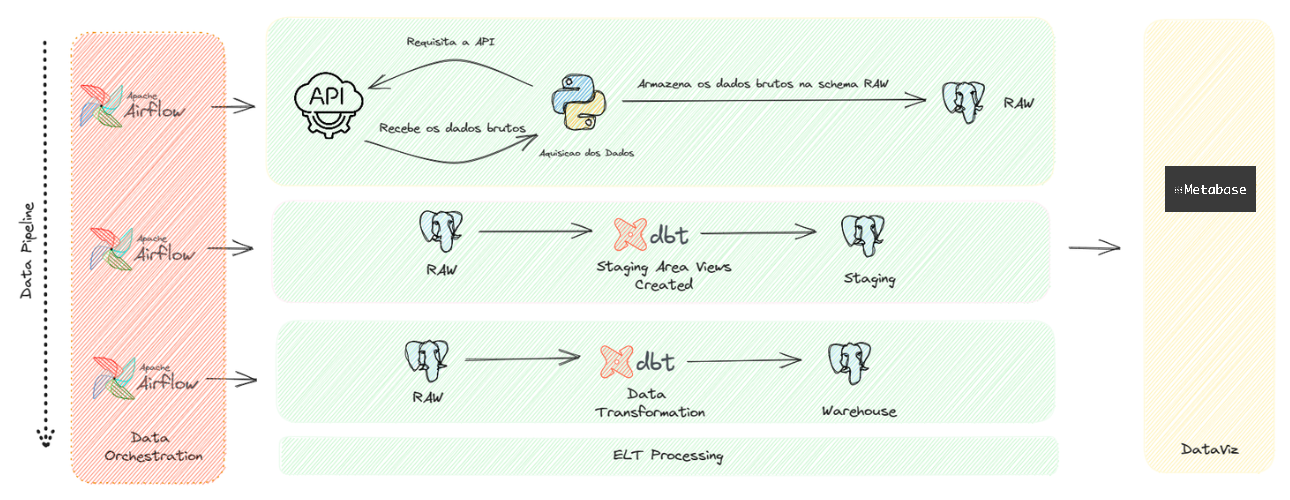 Data Pipeline
Apache
Airflow
Requisita a API
API
Recebe os dados brutos
Aquisicao dos Dados
Armazena os dados brutos na schema RAW
RAW
Apache
Airflow
RAW
dbt
Staging Area Views
Created
Staging
Apache
Airflow
RAW
dbt
Data
Transformation
Warehouse
Data
Orchestration
ELT Processing
Metabase
DataViz